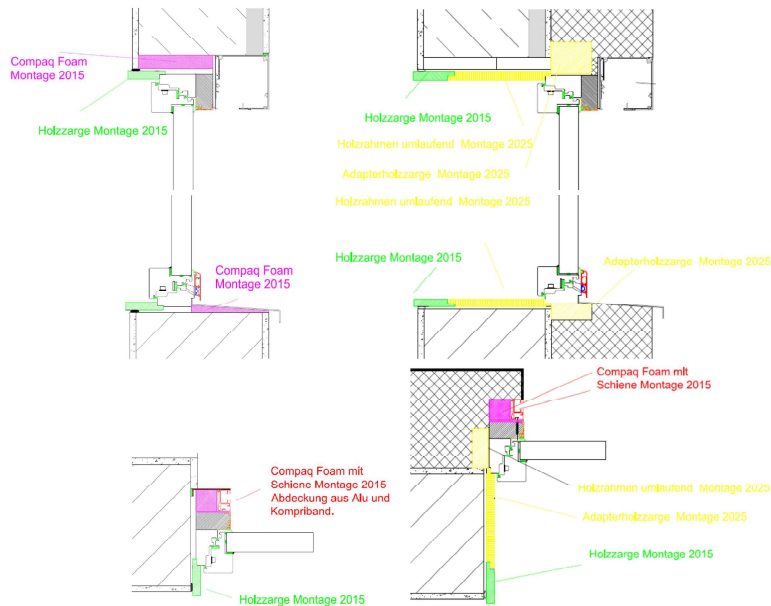 Compaq Foam
Montage 2015
Holzzarge Montage 2015
Compaq Foam
Montage 2015
Holzzarge Montage 2015
Holzrahmen umlaufend Montage 2025
Adapterholzzarge Montage 2025
Holzrahmen umlaufend Montage 2025
Holzzarge Montage 2015
Adapterholzzarge Montage 2025
Compaq Foam mit
Schiene Montage 2015
Abdeckung aus Alu und
Kompriband.
Holzzarge Montage 2015
Compaq Foam mit
Schiene Montage 2015
Holzrahmen umlaufend Montage 2025
Adapterholzzarge Montage 2025
Holzzarge Montage 2015